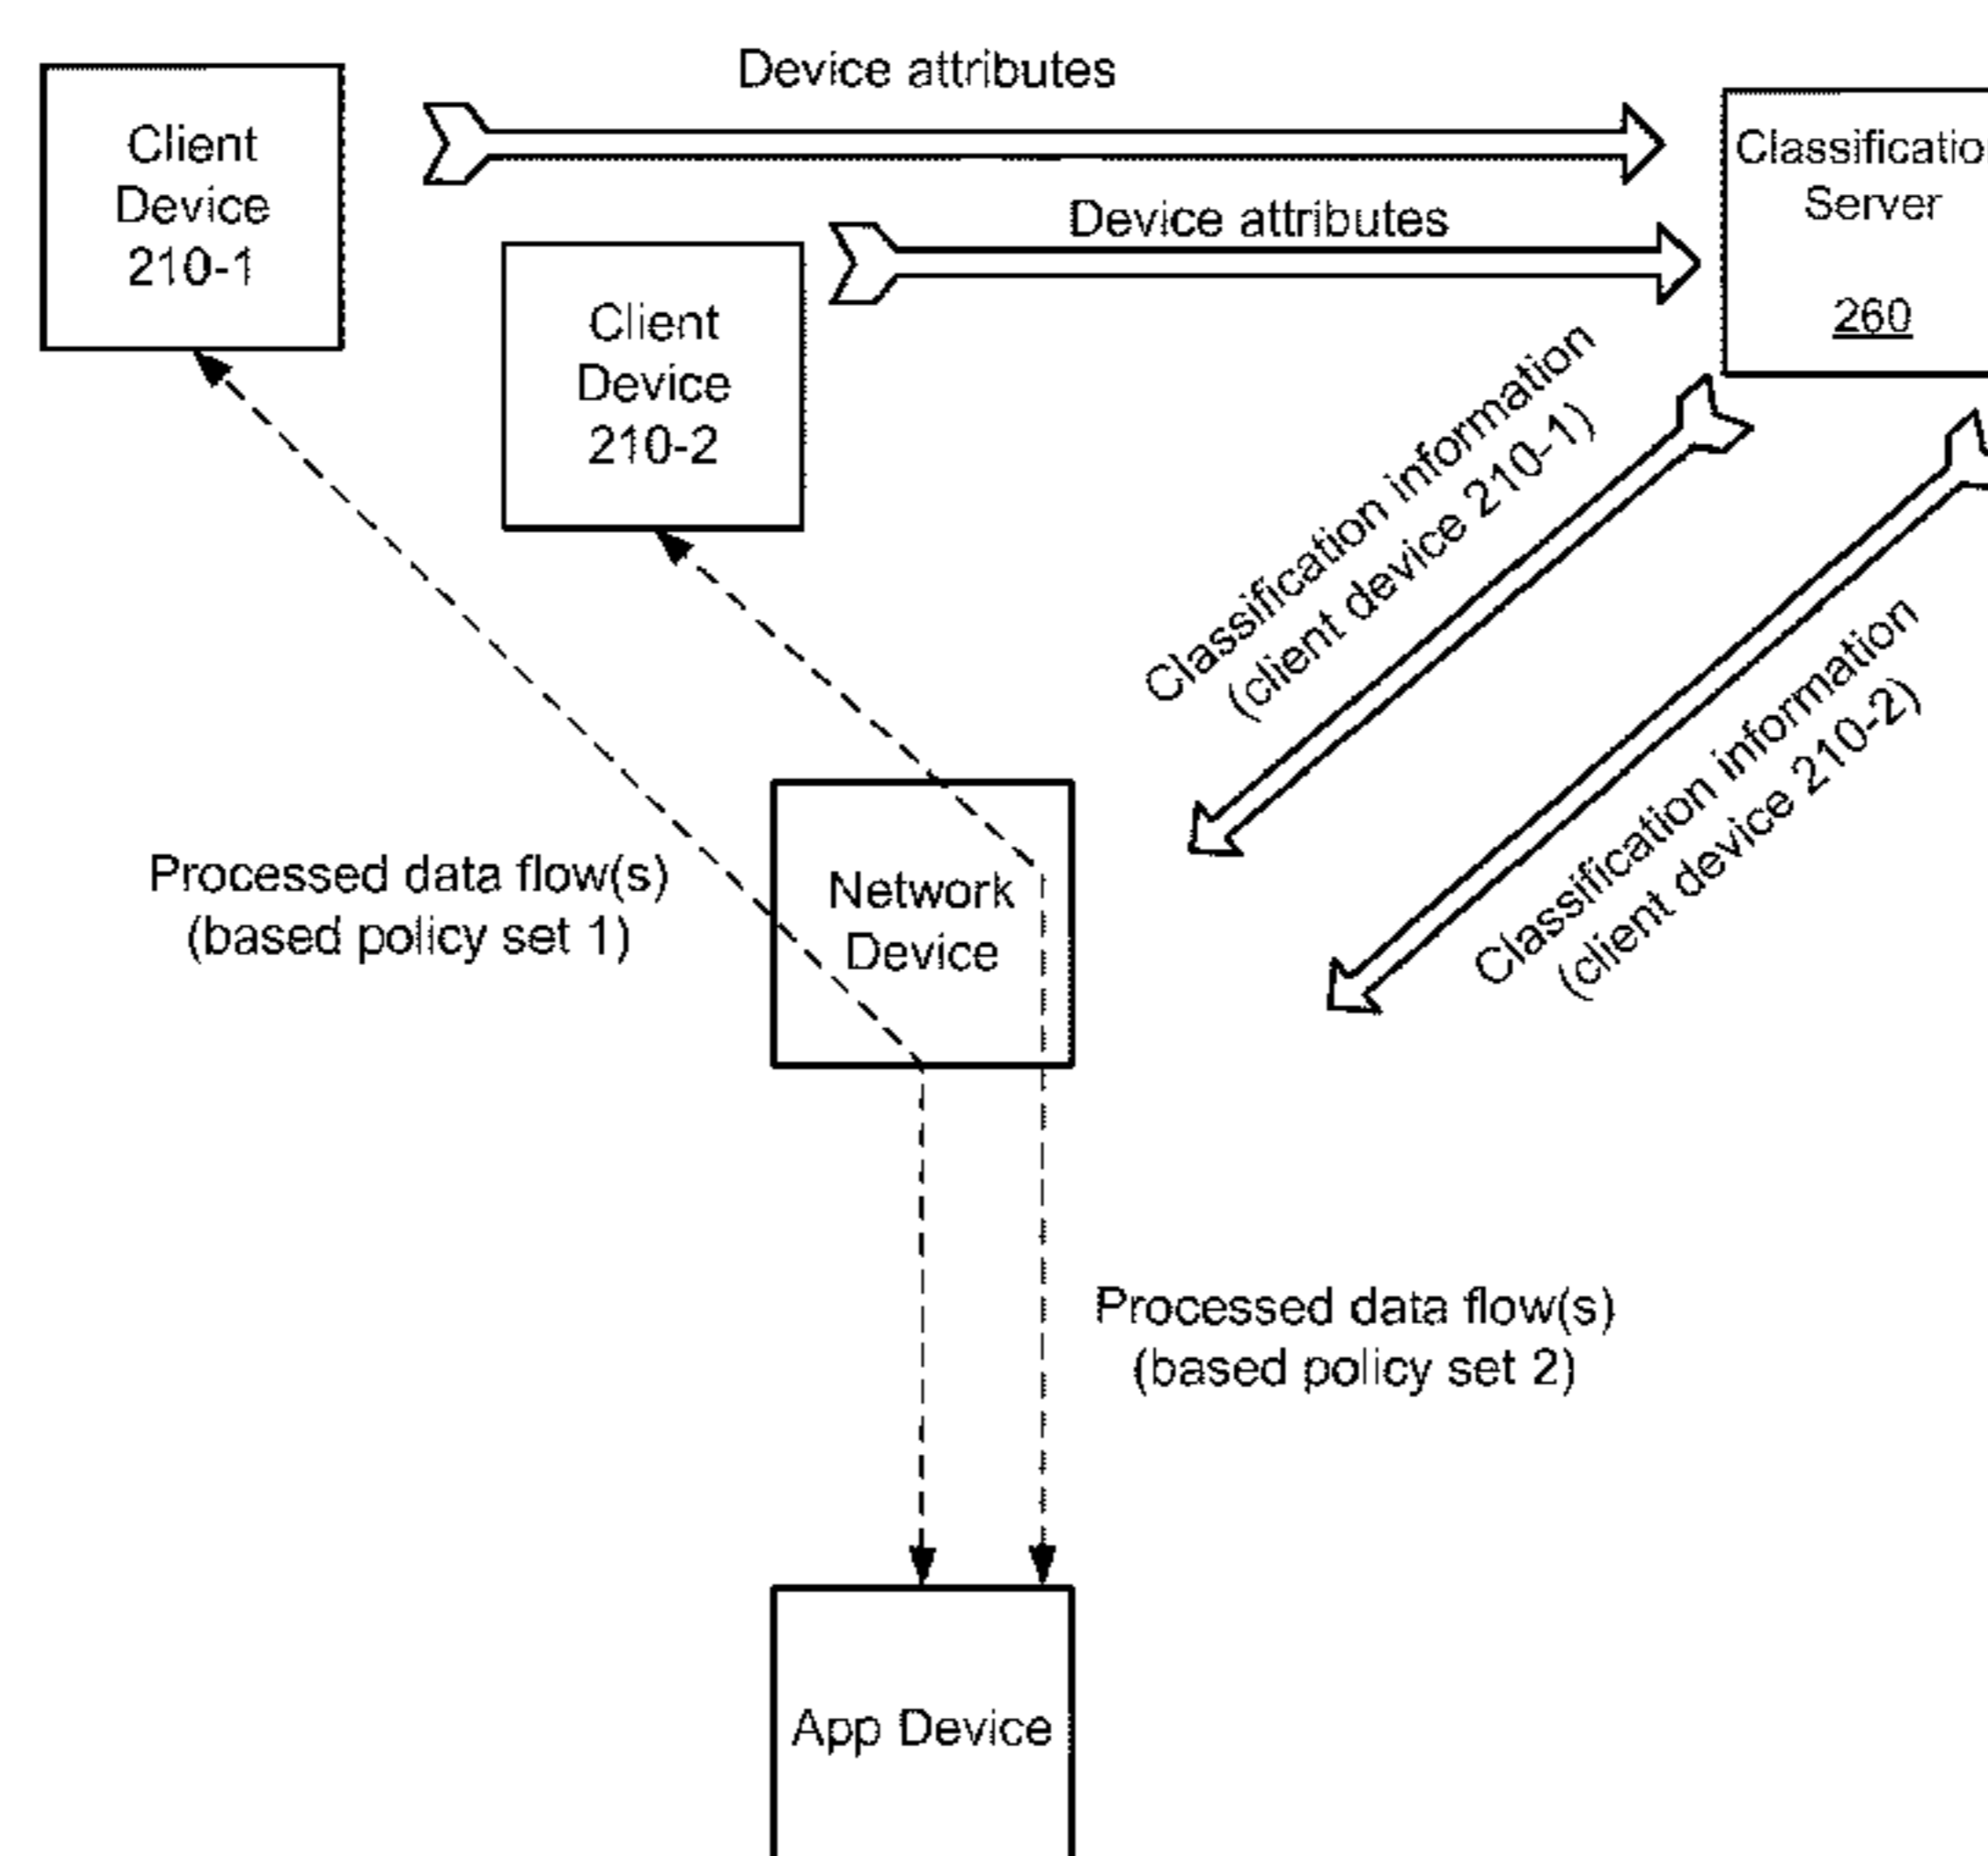 Device attributes
Client
Device
210-1
Classificatio
Server
260
Device attributes
Client
Device
210-2
Classification information
(client device 210-1)
Classification information
(client device 210-2)
Network
Device
Processed data flow(s)
(based policy set 1)
Processed data flow(s)
(based policy set 2)
App Device